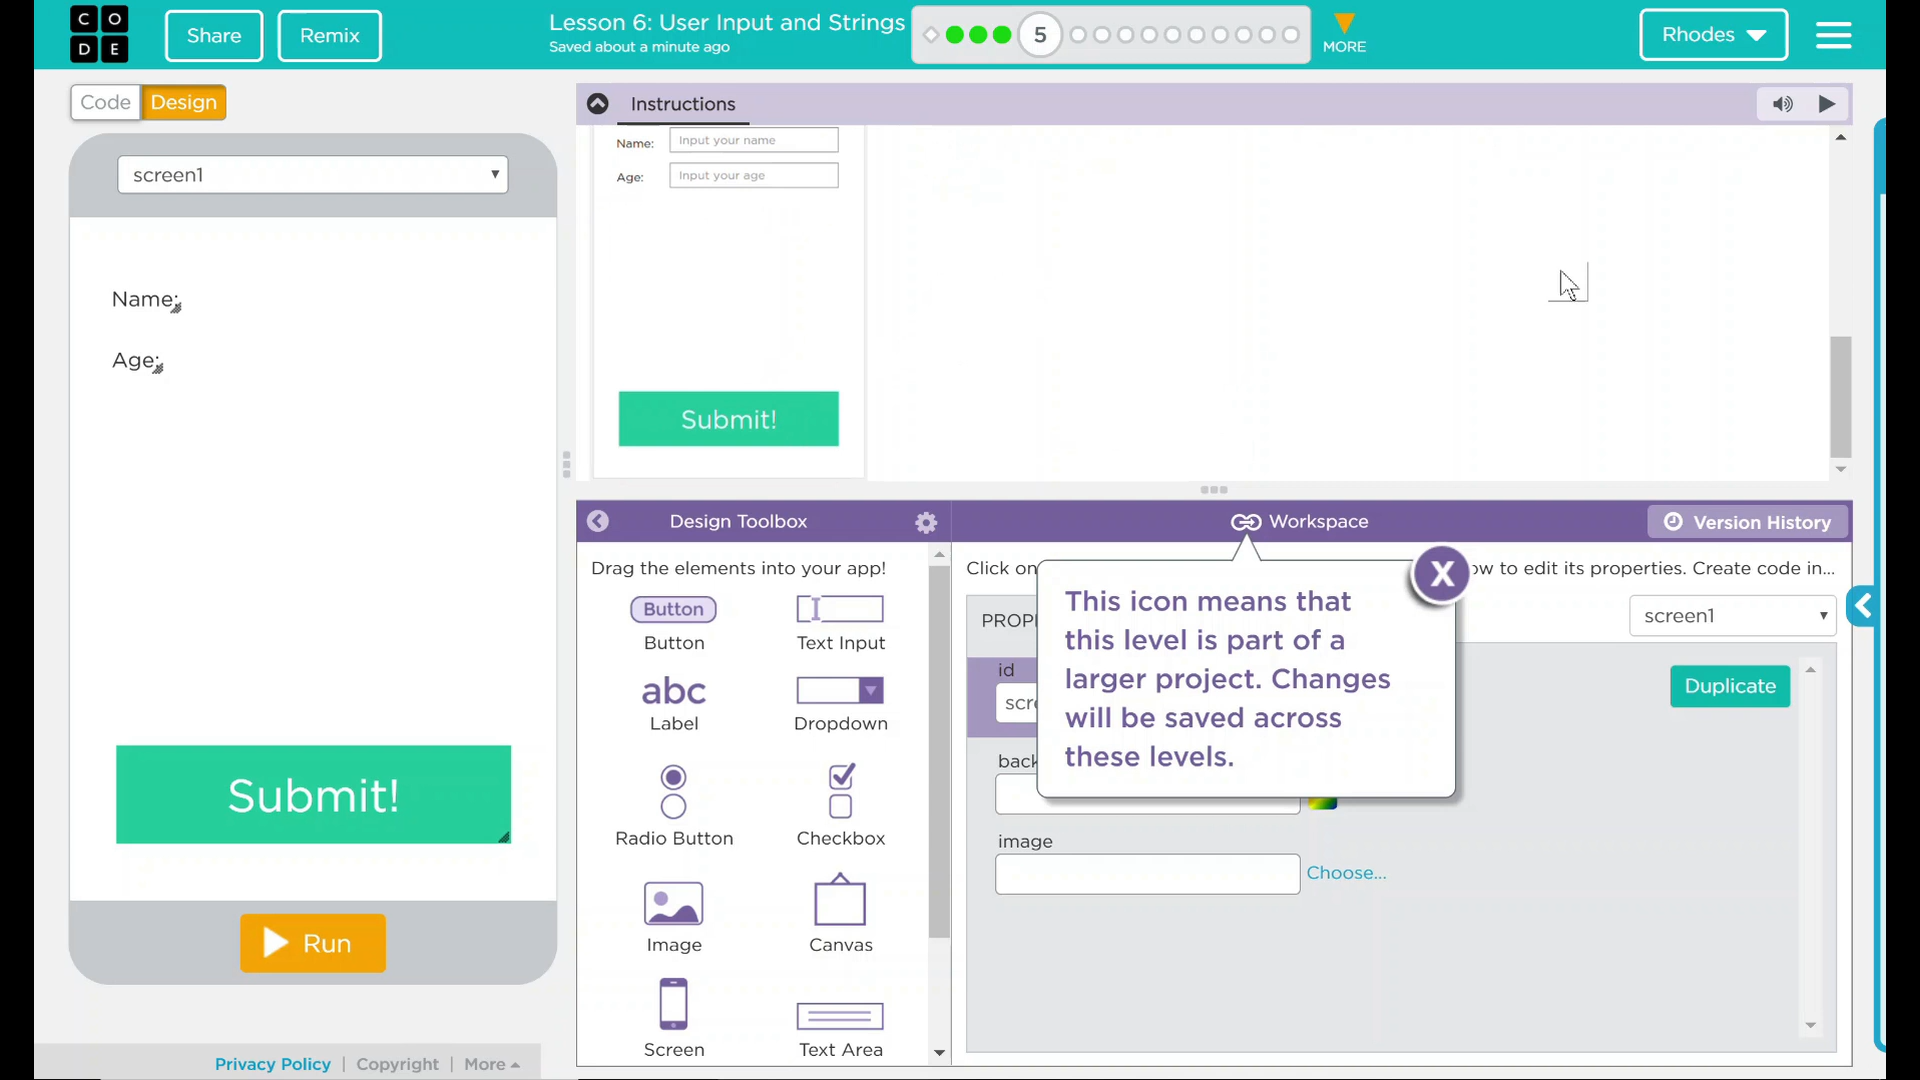 C O
D E
Share
Remix
Lesson 6: User Input and Strings
Saved about a minute ago
5
MORE
Rhodes
Code
Design
Instructions
screen1
Name:
Input your name
Age:
Input your age
Submit!
Name:
Age:
Submit!
Run
Design Toolbox
Workspace
Version History
Drag the elements into your app!
Button
Button
Text Input
abc
Label
Dropdown
Radio Button
Checkbox
Image
Canvas
Screen
Text Area
Click on
ow to edit its properties. Create code in...
PROP
screen1
id
scre
Duplicate
back
image
Choose...
X
This icon means that
this level is part of a
larger project. Changes
will be saved across
these levels.
Privacy Policy | Copyright | More